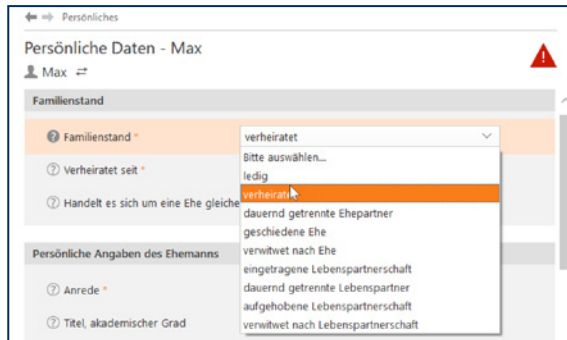 Persönliches
Persönliche Daten - Max
Max
Familienstand
Familienstand *
verheiratet
Verheiratet seit *
Bitte auswählen...
ledig
Handelt es sich um eine Ehe gleiche
verheiratet
dauernd getrennte Ehepartner
geschiedene Ehe
Persönliche Angaben des Ehemanns
verwitwet nach Ehe
eingetragene Lebenspartnerschaft
Anrede *
dauernd getrennte Lebenspartner
aufgehobene Lebenspartnerschaft
Titel, akademischer Grad
verwitwet nach Lebenspartnerschaft